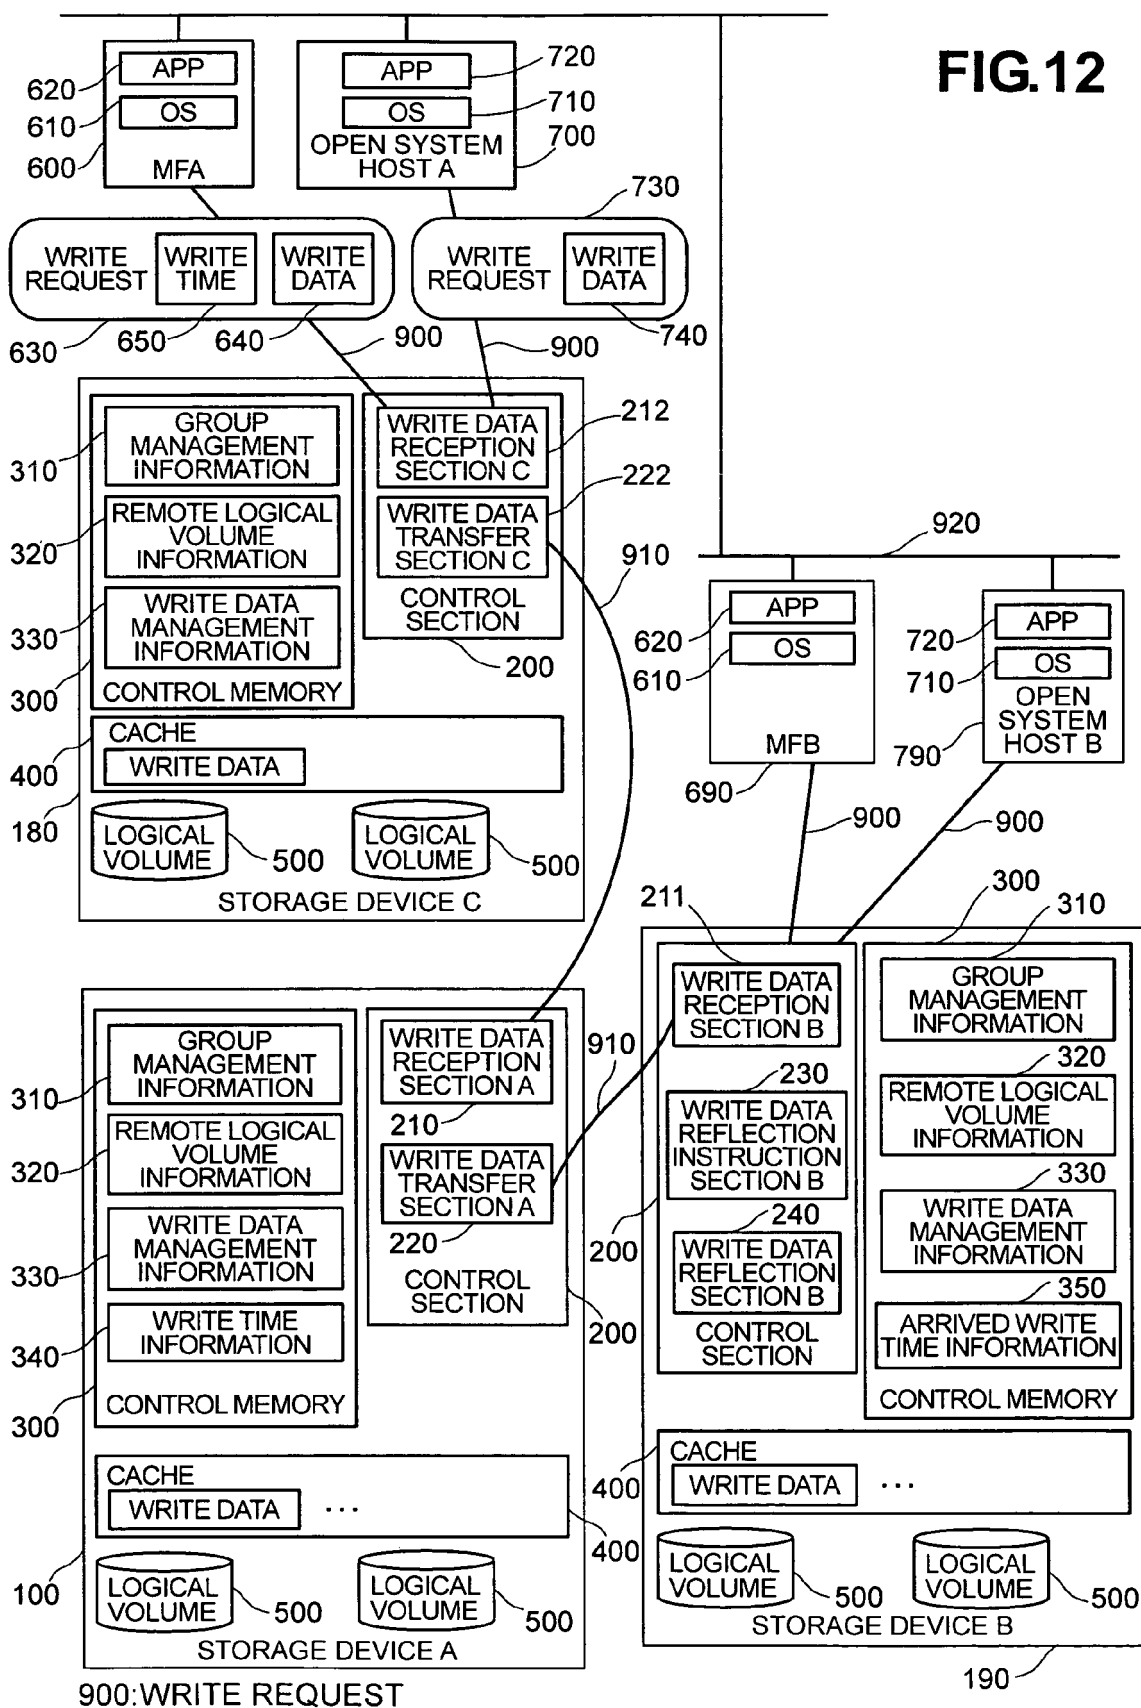 FIG.12
APP
620
OS
610
600
MFA
APP
720
OS
710
OPEN SYSTEM
HOST A
700
730
WRITE
REQUEST
WRITE
TIME
WRITE
DATA
WRITE
REQUEST
WRITE
DATA
630
650
640
900
900
740
GROUP
MANAGEMENT
INFORMATION
310
REMOTE LOGICAL
VOLUME
INFORMATION
320
WRITE DATA
MANAGEMENT
INFORMATION
330
300
CONTROL MEMORY
WRITE DATA
RECEPTION
SECTION C
212
WRITE DATA
TRANSFER
SECTION C
222
CONTROL
SECTION
200
910
CACHE
WRITE DATA
400
180
LOGICAL
VOLUME
500
LOGICAL
VOLUME
500
STORAGE DEVICE C
920
APP
620
OS
610
MFB
690
APP
720
OS
710
OPEN
SYSTEM
HOST B
790
900
900
GROUP
MANAGEMENT
INFORMATION
310
REMOTE LOGICAL
VOLUME
INFORMATION
320
WRITE DATA
MANAGEMENT
INFORMATION
330
WRITE TIME
INFORMATION
340
300
CONTROL MEMORY
WRITE DATA
RECEPTION
SECTION A
210
WRITE DATA
TRANSFER
SECTION A
220
CONTROL
SECTION
200
910
CACHE
WRITE DATA
...
400
100
LOGICAL
VOLUME
500
LOGICAL
VOLUME
500
STORAGE DEVICE A
211
300
310
WRITE DATA
RECEPTION
SECTION B
230
WRITE DATA
REFLECTION
INSTRUCTION
SECTION B
200
240
WRITE DATA
REFLECTION
SECTION B
CONTROL
SECTION
GROUP
MANAGEMENT
INFORMATION
320
REMOTE LOGICAL
VOLUME
INFORMATION
330
WRITE DATA
MANAGEMENT
INFORMATION
350
ARRIVED WRITE
TIME INFORMATION
CONTROL MEMORY
CACHE
400
WRITE DATA
...
LOGICAL
VOLUME
500
LOGICAL
VOLUME
500
STORAGE DEVICE B
190
900:WRITE REQUEST